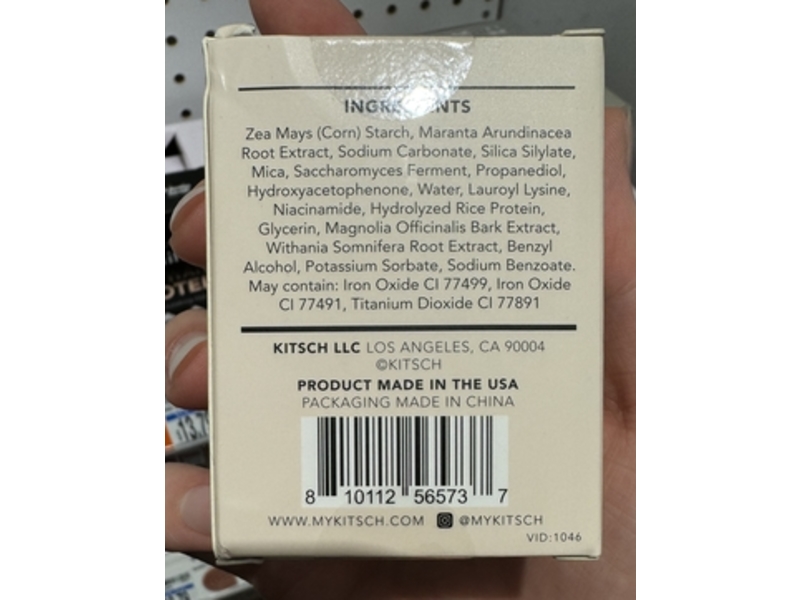 INGREDIENTS
Zea Mays (Corn) Starch, Maranta Arundinacea
Root Extract, Sodium Carbonate, Silica Silylate,
Mica, Saccharomyces Ferment, Propanediol,
Hydroxyacetophenone, Water, Lauroyl Lysine,
Niacinamide, Hydrolyzed Rice Protein,
Glycerin, Magnolia Officinalis Bark Extract,
Withania Somnifera Root Extract, Benzyl
Alcohol, Potassium Sorbate, Sodium Benzoate.
May contain: Iron Oxide CI 77499, Iron Oxide
CI 77491, Titanium Dioxide CI 77891
KITSCH LLC LOS ANGELES, CA 90004
©KITSCH
PRODUCT MADE IN THE USA
PACKAGING MADE IN CHINA
8 10112 56573 7
WWW.MYKITSCH.COM @MYKITSCH
VID:1046